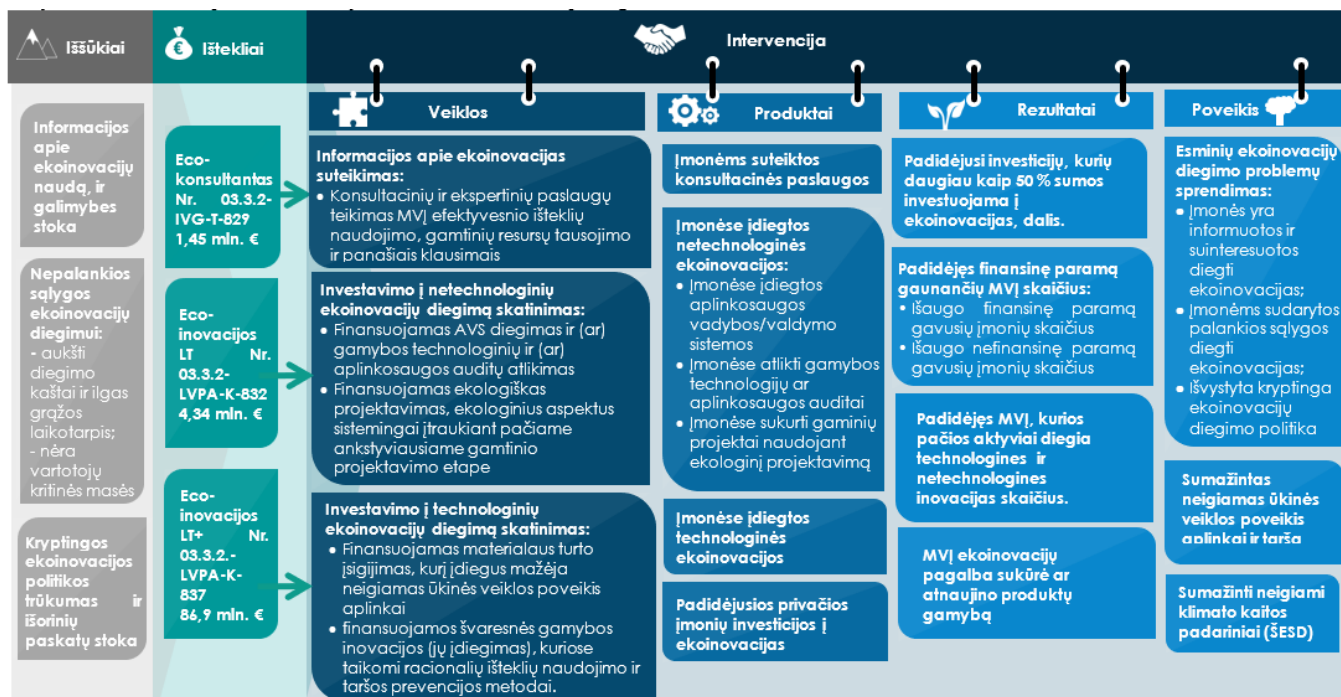 Iššūkiai
Ištekliai
Intervencija
Veiklos
Produktai
Rezultatai
Poveikis
Informacijos
apie
ekoinovacijų
naudą, ir
galimybes
stoka
Nepalankios
sąlygos
ekoinovacijų
diegimui:
- aukšti
diegimo
kaštai ir ilgas
grąžos
laikotarpis;
- nėra
vartotojų
kritinės masės
Kryptingos
ekoinovacijos
politikos
trūkumas ir
išorinių
paskatų stoka
Eco-
konsultantas
Nr. 03.3.2-
IVG-T-829
1,45 mln. €
Eco-
inovacijos
LT Nr.
03.3.2-
LVPA-K-832
4,34 mln. €
Eco-
inovacijos
LT+ Nr.
03.3.2.-
LVPA-K-
837
86,9 mln. €
Informacijos apie ekoinovacijas
suteikimas:
• Konsultacinių ir ekspertinių paslaugų
teikimas MVĮ efektyvesnio išteklių
naudojimo, gamtinių resursų tausojimo
ir panašiais klausimais
Investavimo į netechnologinių
ekoinovacijų diegimą skatinimas:
• Finansuojamas AVS diegimas ir (ar)
gamybos technologinių ir (ar)
aplinkosaugos auditų atlikimas
• Finansuojamas ekologiškas
projektavimas, ekologinius aspektus
sistemingai įtraukiant pačiame
ankstyviausiame gamtinio
projektavimo etape
Investavimo į technologinių
ekoinovacijų diegimą skatinimas:
• Finansuojamas materialaus turto
įsigijimas, kurį įdiegus mažėja
neigiamas ūkinės veiklos poveikis
aplinkai
• finansuojamos švaresnės gamybos
inovacijos (jų įdiegimas), kuriose
taikomi racionalių išteklių naudojimo ir
taršos prevencijos metodai.
Įmonėms suteiktos
konsultacinės paslaugos
Įmonėse įdiegtos
netechnologinės
ekoinovacijos:
• Įmonėse įdiegtos
aplinkosaugos
vadybos/valdymo
sistemos
• Įmonėse atlikti gamybos
technologijų ar
aplinkosaugos auditai
• Įmonėse sukurti gaminių
projektai naudojant
ekologinį projektavimą
Įmonėse įdiegtos
technologinės
ekoinovacijos
Padidėjusios privačios
įmonių investicijos į
ekoinovacijas
Padidėjusi investicijų, kurių
daugiau kaip 50 % sumos
investuojama į
ekoinovacijas, dalis.
Padidėjęs finansinę paramą
gaunančių MVĮ skaičius:
• Išaugo finansinę paramą
gavusių įmonių skaičius
• Išaugo nefinansinę paramą
gavusių įmonių skaičius
Padidėjęs MVĮ, kurios
pačios aktyviai diegia
technologines ir
netechnologines
inovacijas skaičius.
MVĮ ekoinovacijų
pagalba sukūrė ar
atnaujino produktų
gamybą
Esminių ekoinovacijų
diegimo problemų
sprendimas:
• Įmonės yra
informuotos ir
suinteresuotos
diegti
ekoinovacijas;
• Įmonėms sudarytos
palankios sąlygos
diegti
ekoinovacijas;
• Išvystyta kryptinga
ekoinovacijų
diegimo politika
Sumažintas
neigiamas ūkinės
veiklos poveikis
aplinkai ir tarša
Sumažinti neigiami
klimato kaitos
padariniai (ŠESD)